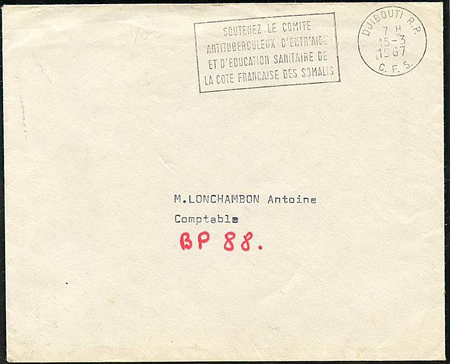 SOUTENEZ LE COMITE
ANTITUBERCULEUX D'ENTR'AIDE
ET D'EDUCATION SANITAIRE DE
LA COTE FRANCAISE DES SOMALIS
DJIBOUTI R.P.
7 H
15-3
1967
C. F. S.
M.LONCHAMBON Antoine
Comptable
BP 88.